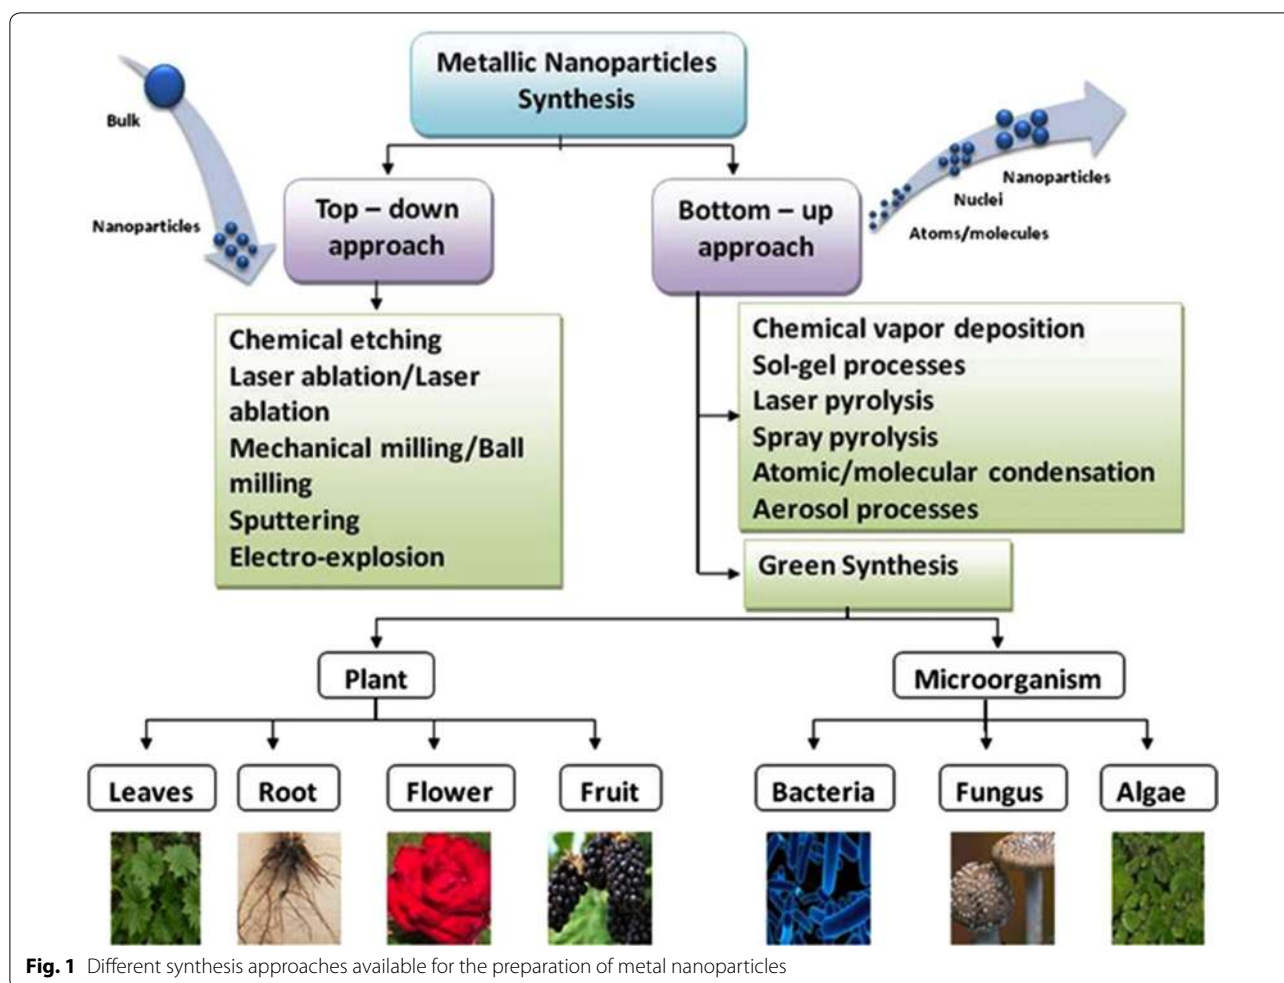 Metallic Nanoparticles
Synthesis
Bulk
Nanoparticles
Top – down
approach
Bottom – up
approach
Nanoparticles
Nuclei
Atoms/molecules
Chemical etching
Laser ablation/Laser
ablation
Mechanical milling/Ball
milling
Sputtering
Electro-explosion
Chemical vapor deposition
Sol-gel processes
Laser pyrolysis
Spray pyrolysis
Atomic/molecular condensation
Aerosol processes
Green Synthesis
Plant
Microorganism
Leaves
Root
Flower
Fruit
Bacteria
Fungus
Algae
Fig. 1 Different synthesis approaches available for the preparation of metal nanoparticles